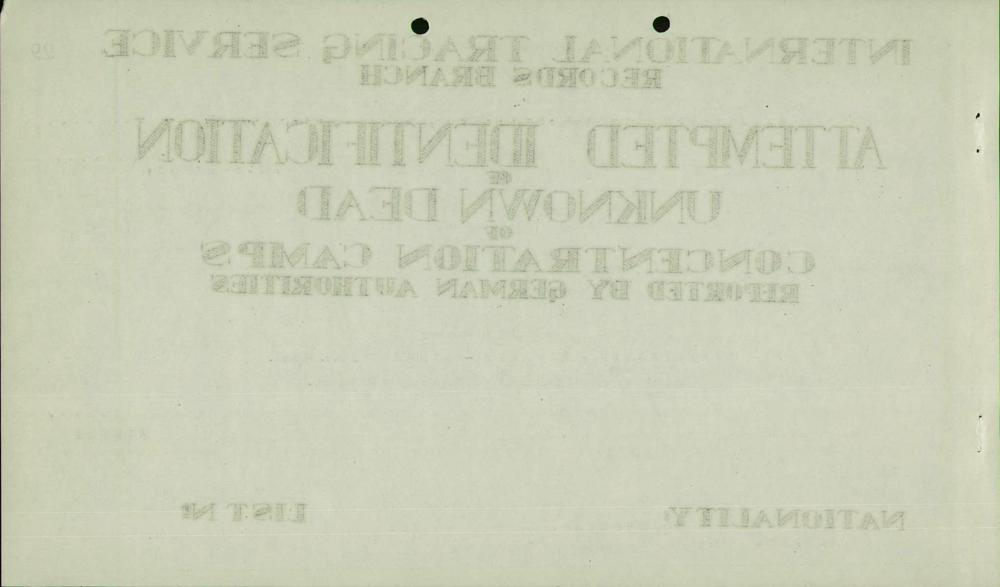 INTERNATIONAL TRACING SERVICE
29
RECORDS BRANCH
ATTEMPTED IDENTIFICATION
OF
UNKNOWN DEAD
OF
CONCENTRATION CAMPS
REPORTED BY GERMAN AUTHORITIES
NATIONALITY
LIST Nº